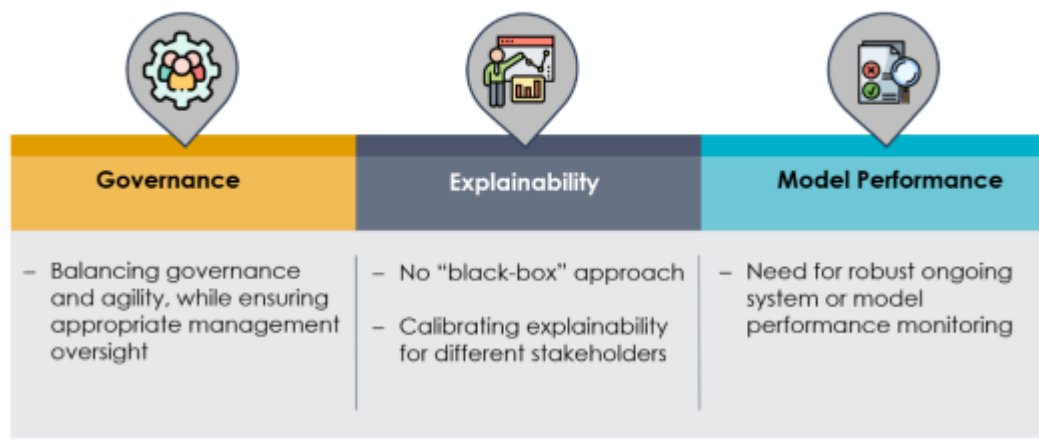 Governance
Explainability
Model Performance
– Balancing governance
and agility, while ensuring
appropriate management
oversight
– No “black-box” approach
– Calibrating explainability
for different stakeholders
– Need for robust ongoing
system or model
performance monitoring